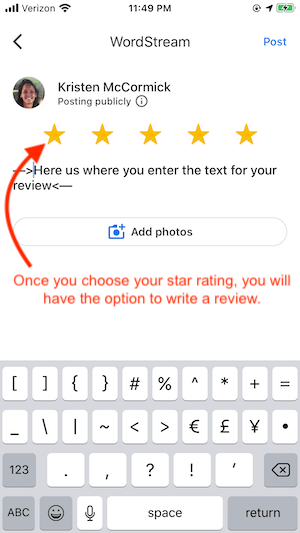 Verizon 11:49 PM
WordStream Post
Kristen McCormick
Posting publicly
—>Here us where you enter the text for your
review<—
Add photos
Once you choose your star rating, you will
have the option to write a review.
[ ] { } # % ^ * + =
_ \ | ~ < > € £ ¥ •
123 . , ? ! ’
ABC space return